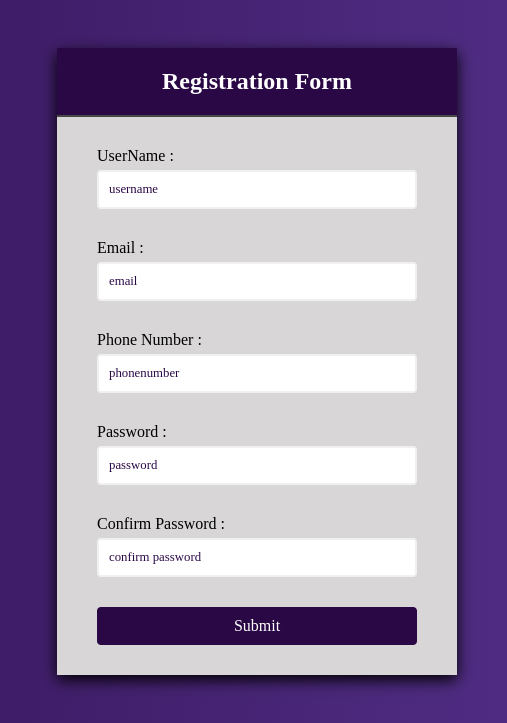 Registration Form
UserName :
username
Email :
email
Phone Number :
phonenumber
Password :
password
Confirm Password :
confirm password
Submit